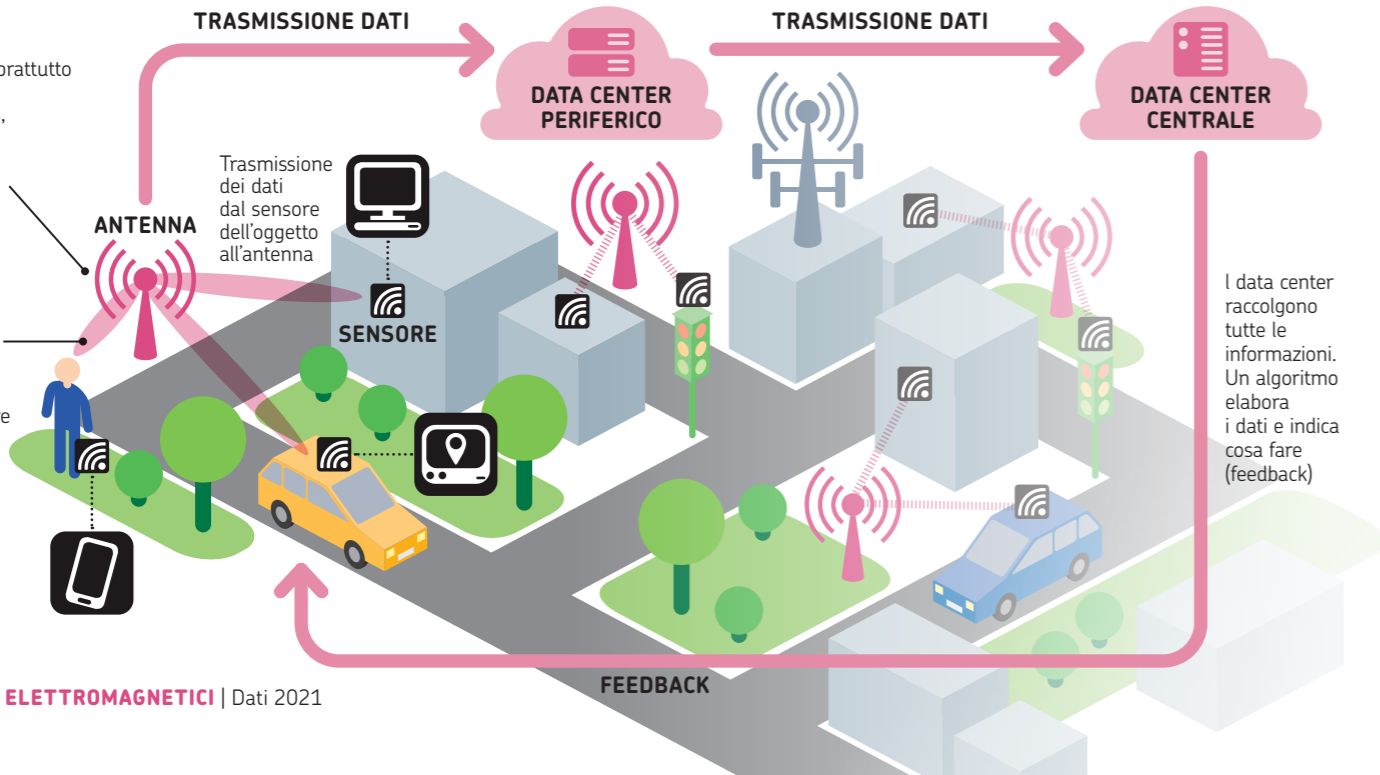 TRASMISSIONE DATI
TRASMISSIONE DATI
DATA CENTER
PERIFERICO
DATA CENTER
CENTRALE
Trasmissione
dei dati
dal sensore
dell'oggetto
all'antenna
ANTENNA
SENSORE
I data center
raccolgono
tutte le
informazioni.
Un algoritmo
elabora
i dati e indica
cosa fare
(feedback)
FEEDBACK
ELETTROMAGNETICI | Dati 2021